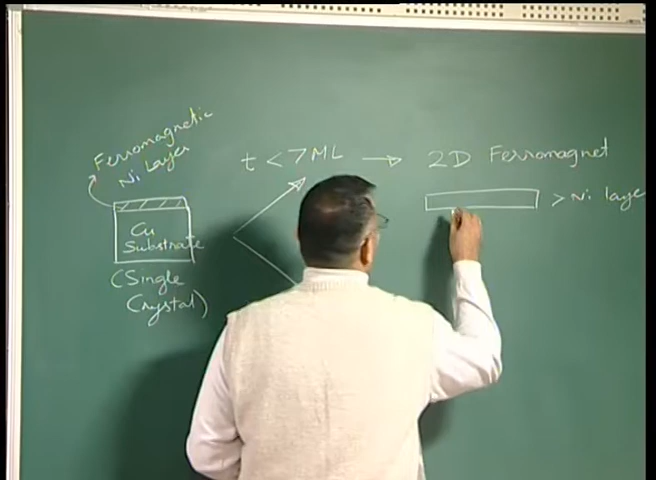 Ferromagnetic
Ni Layer
Cu
Substrate
(Single
Crystal)
t < 7ML → 2D Ferromagnet
> Ni layer